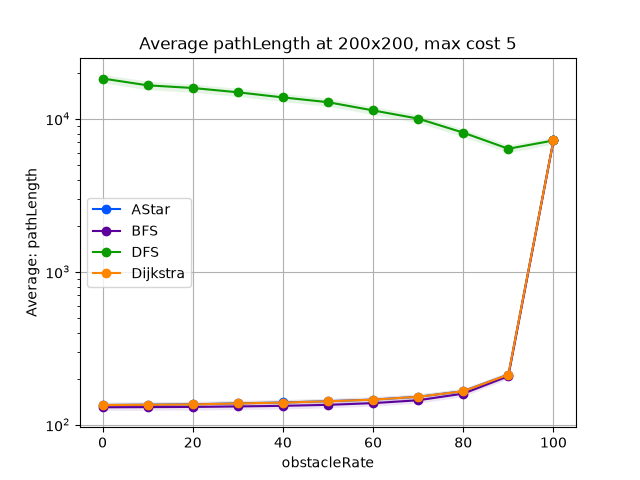 Average pathLength at 200x200, max cost 5
Average: pathLength
10^4
10^3
10^2
AStar
BFS
DFS
Dijkstra
0 20 40 60 80 100
obstacleRate